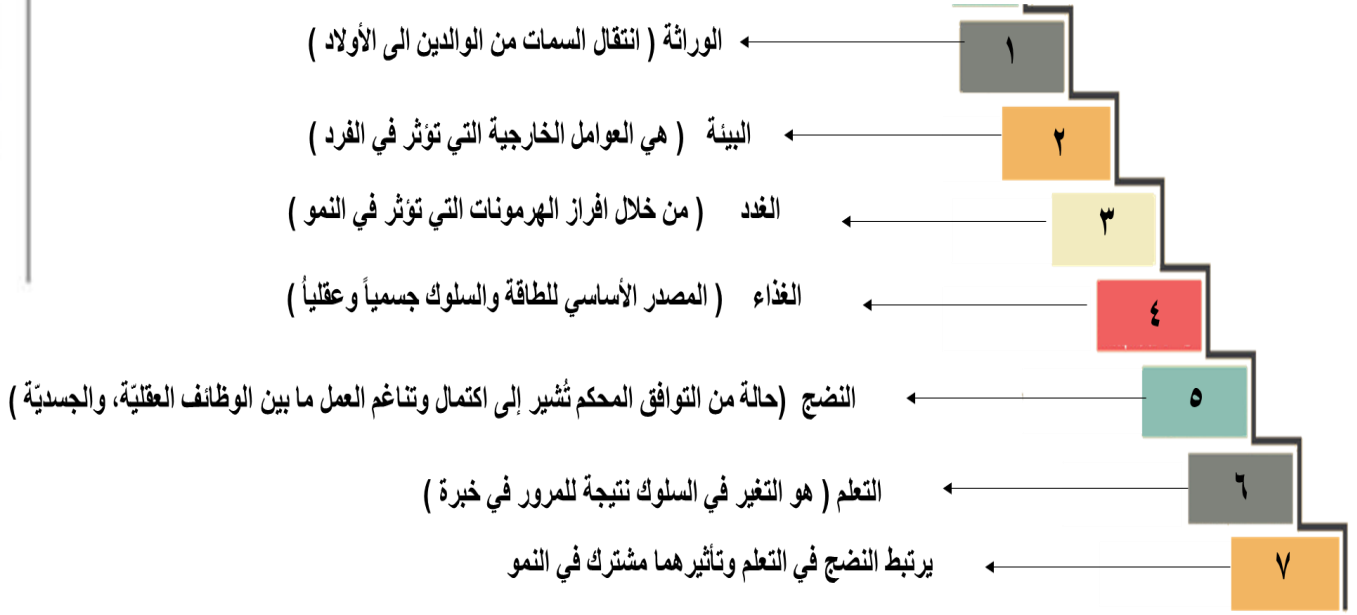 ١ الوراثة ( انتقال السمات من الوالدين الى الأولاد )
٢ البيئة ( هي العوامل الخارجية التي تؤثر في الفرد )
٣ الغدد ( من خلال افراز الهرمونات التي تؤثر في النمو )
٤ الغذاء ( المصدر الأساسي للطاقة والسلوك جسمياً وعقلياُ )
٥ النضج (حالة من التوافق المحكم تُشير إلى اكتمال وتناغم العمل ما بين الوظائف العقليّة، والجسديّة )
٦ التعلم ( هو التغير في السلوك نتيجة للمرور في خبرة )
٧ يرتبط النضج في التعلم وتأثيرهما مشترك في النمو